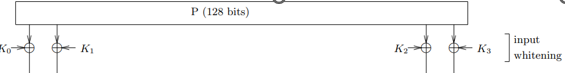 P (128 bits)
K₀ K₁ K₂ K₃ input
whitening